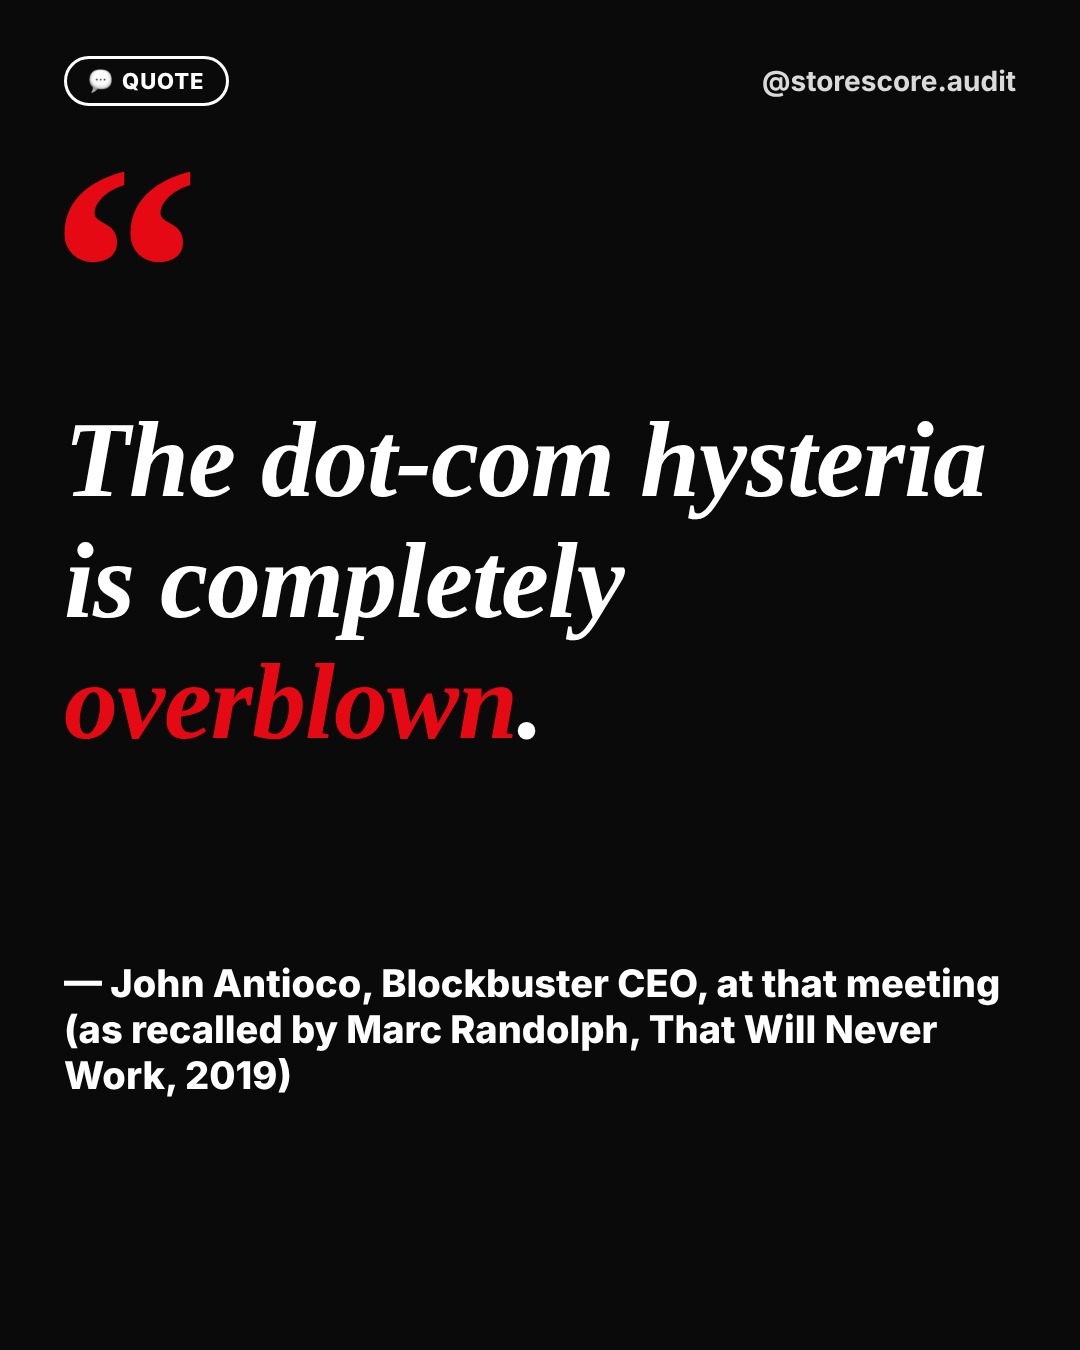 💬 QUOTE
@storescore.audit
“
The dot-com hysteria
is completely
overblown.
— John Antioco, Blockbuster CEO, at that meeting
(as recalled by Marc Randolph, That Will Never
Work, 2019)